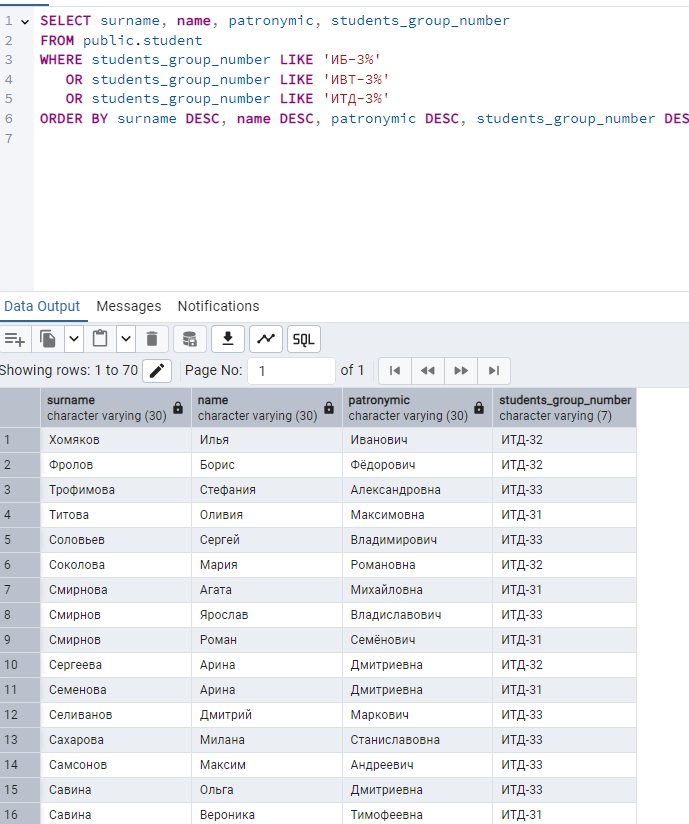 1 SELECT surname, name, patronymic, students_group_number
2 FROM public.student
3 WHERE students_group_number LIKE 'ИБ-3%'
4 OR students_group_number LIKE 'ИВТ-3%'
5 OR students_group_number LIKE 'ИТД-3%'
6 ORDER BY surname DESC, name DESC, patronymic DESC, students_group_number DES
7
Data Output Messages Notifications
SQL
Showing rows: 1 to 70 Page No: 1 of 1
surname name patronymic students_group_number
character varying (30) character varying (30) character varying (30) character varying (7)
1 Хомяков Илья Иванович ИТД-32
2 Фролов Борис Фёдорович ИТД-32
3 Трофимова Стефания Александровна ИТД-33
4 Титова Оливия Максимовна ИТД-31
5 Соловьев Сергей Владимирович ИТД-33
6 Соколова Мария Романовна ИТД-32
7 Смирнова Агата Михайловна ИТД-31
8 Смирнов Ярослав Владиславович ИТД-33
9 Смирнов Роман Семёнович ИТД-31
10 Сергеева Арина Дмитриевна ИТД-32
11 Семенова Арина Дмитриевна ИТД-31
12 Селиванов Дмитрий Маркович ИТД-33
13 Сахарова Милана Станиславовна ИТД-33
14 Самсонов Максим Андреевич ИТД-33
15 Савина Ольга Дмитриевна ИТД-33
16 Савина Вероника Тимофеевна ИТД-31